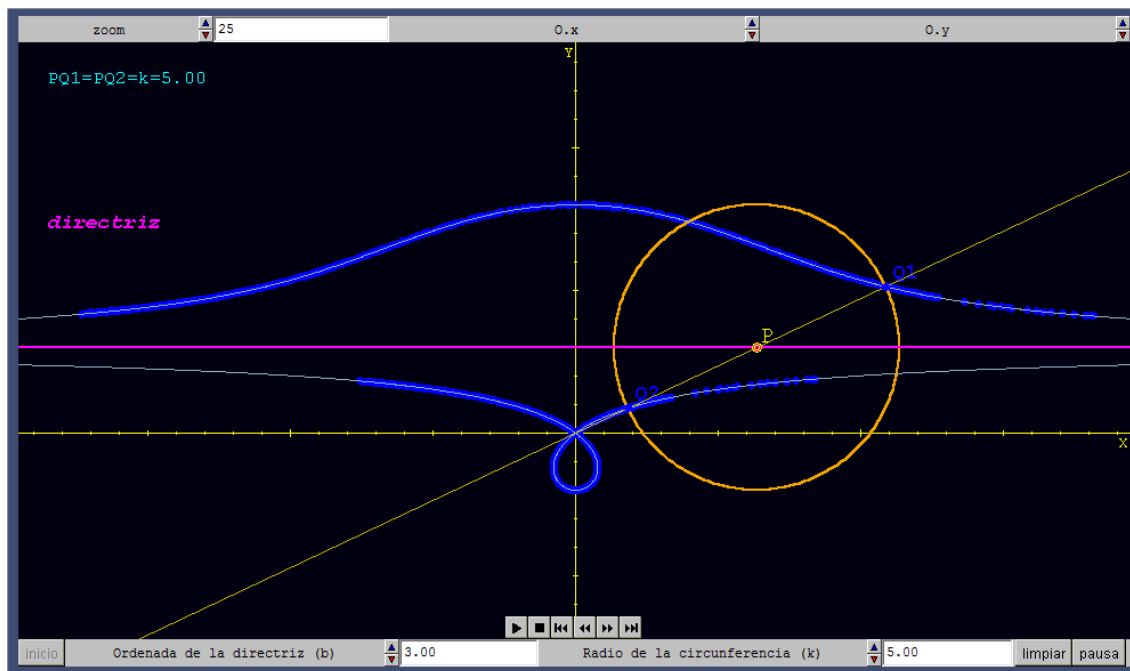 zoom 25 O.x O.y
Y
PQ1=PQ2=k=5.00
directriz
Q1
P
Q2
X
inicio Ordenada de la directriz (b) 3.00 Radio de la circunferencia (k) 5.00 limpiar pausa